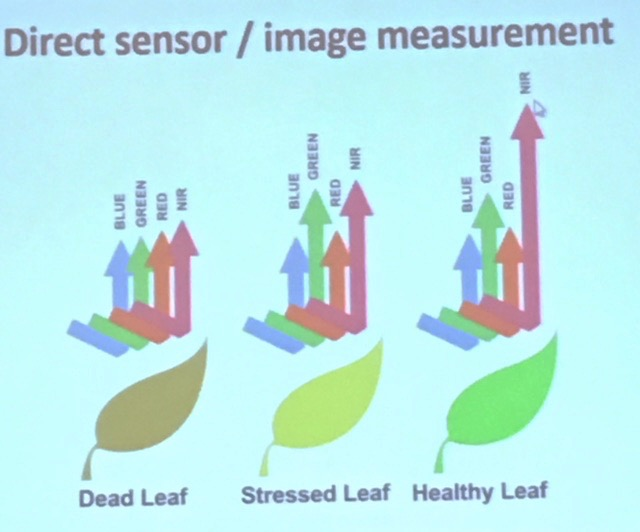 Direct sensor / image measurement
BLUE
GREEN
RED
NIR
BLUE
GREEN
RED
NIR
BLUE
GREEN
RED
NIR
Dead Leaf
Stressed Leaf
Healthy Leaf